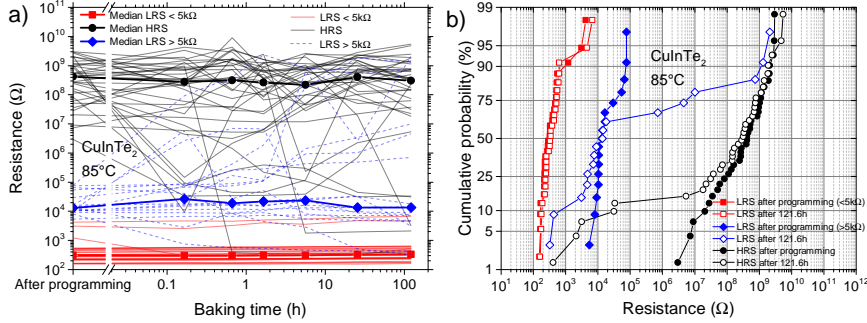 a)
Median LRS < 5kΩ
Median HRS
Median LRS > 5kΩ
LRS < 5kΩ
HRS
LRS > 5kΩ
10^10
10^9
10^8
10^7
10^6
10^5
10^4
10^3
10^2
Resistance (Ω)
CuInTe2
85°C
After programming
0.1
1
10
100
Baking time (h)
b)
99
95
90
75
50
25
10
5
1
Cumulative probability (%)
CuInTe2
85°C
LRS after programming (<5kΩ)
LRS after 121.6h
LRS after programming (>5kΩ)
LRS after 121.6h
HRS after programming
HRS after 121.6h
10^1 10^2 10^3 10^4 10^5 10^6 10^7 10^8 10^9 10^10 10^11
Resistance (Ω)